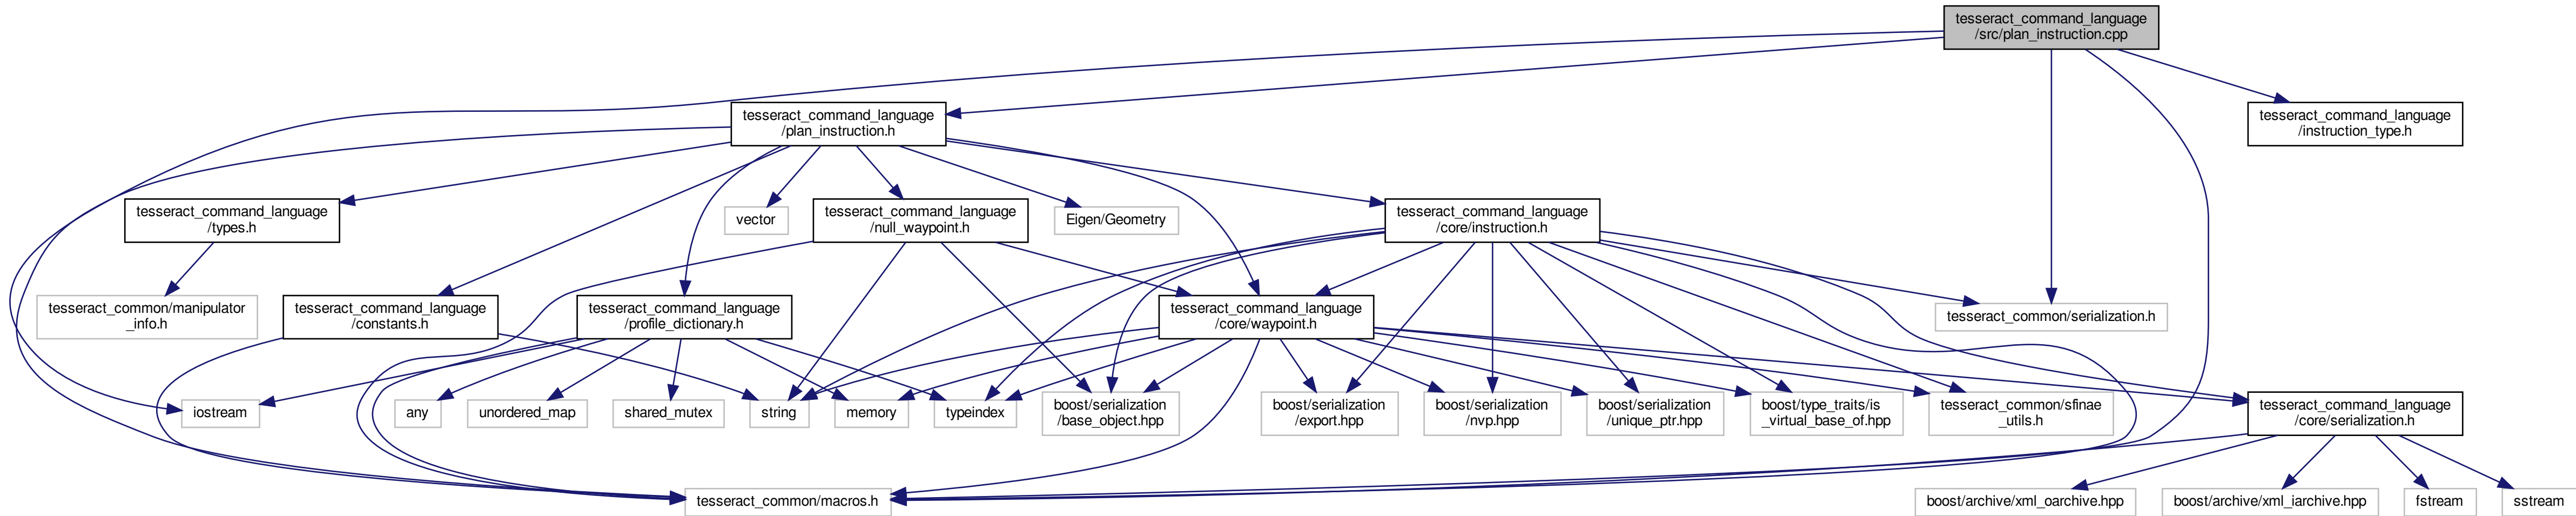 tesseract_command_language
/src/plan_instruction.cpp
tesseract_command_language
/plan_instruction.h
tesseract_command_language
/instruction_type.h
tesseract_command_language
/types.h
vector
tesseract_command_language
/null_waypoint.h
Eigen/Geometry
tesseract_command_language
/core/instruction.h
tesseract_common/manipulator
_info.h
tesseract_command_language
/constants.h
tesseract_command_language
/profile_dictionary.h
tesseract_command_language
/core/waypoint.h
tesseract_common/serialization.h
iostream
any
unordered_map
shared_mutex
string
memory
typeindex
boost/serialization
/base_object.hpp
boost/serialization
/export.hpp
boost/serialization
/nvp.hpp
boost/serialization
/unique_ptr.hpp
boost/type_traits/is
_virtual_base_of.hpp
tesseract_common/sfinae
_utils.h
tesseract_command_language
/core/serialization.h
tesseract_common/macros.h
boost/archive/xml_oarchive.hpp
boost/archive/xml_iarchive.hpp
fstream
sstream